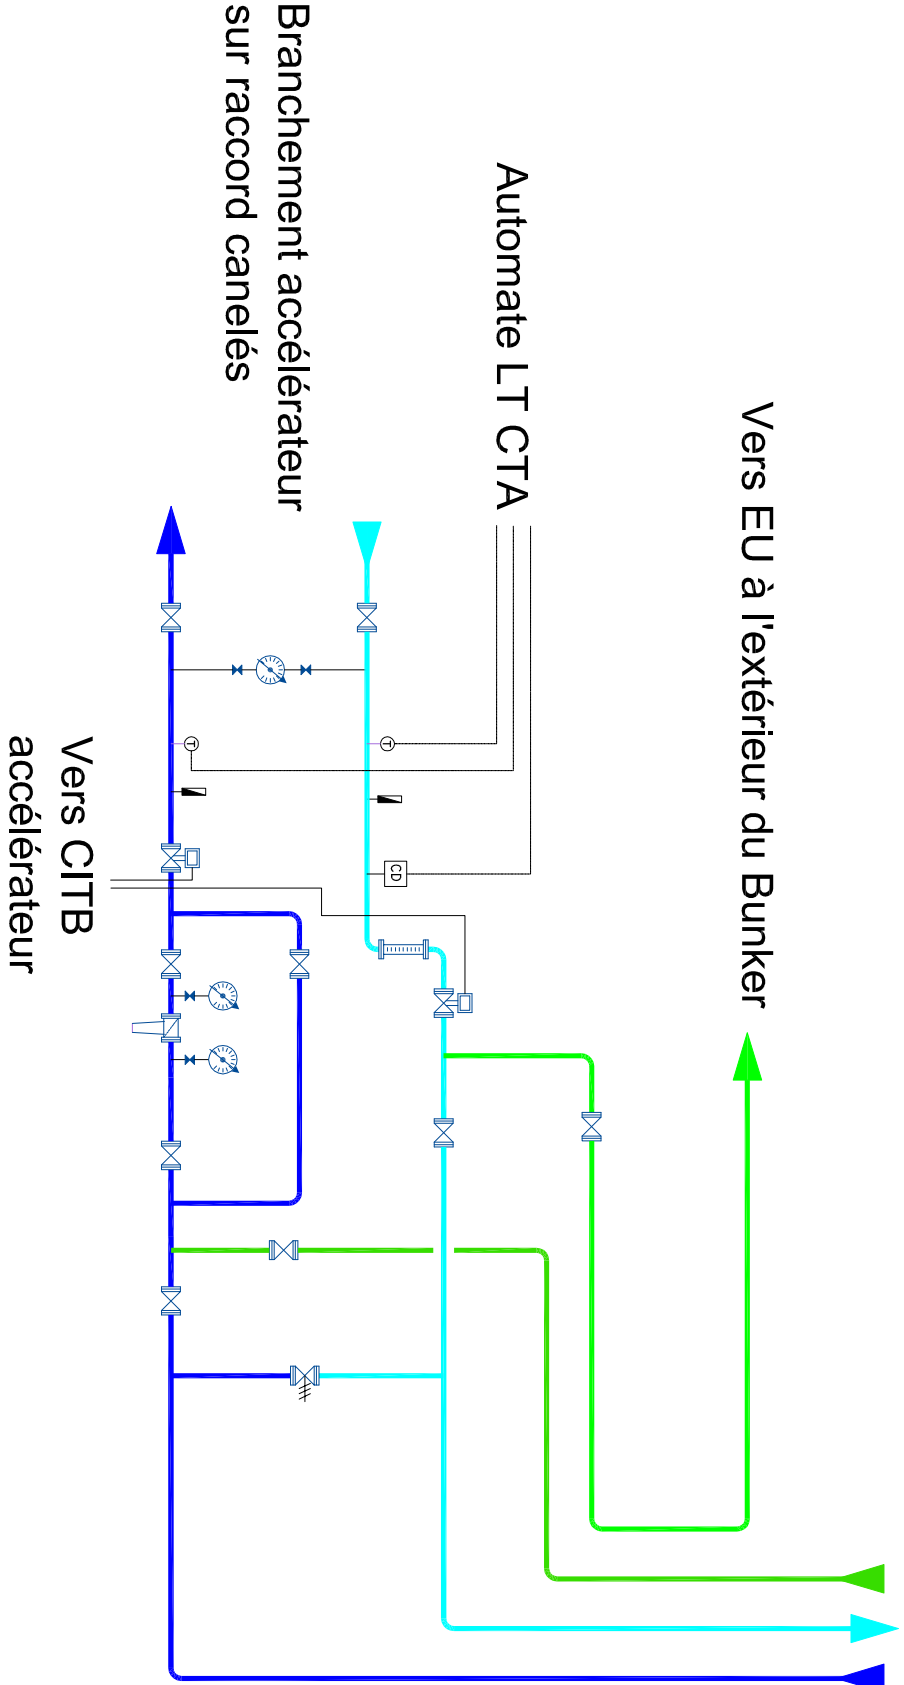 Vers EU à l'extérieur du Bunker
Automate LT CTA
Branchement accélérateur
sur raccord canelés
T
T
CD
Vers CITB
accélérateur